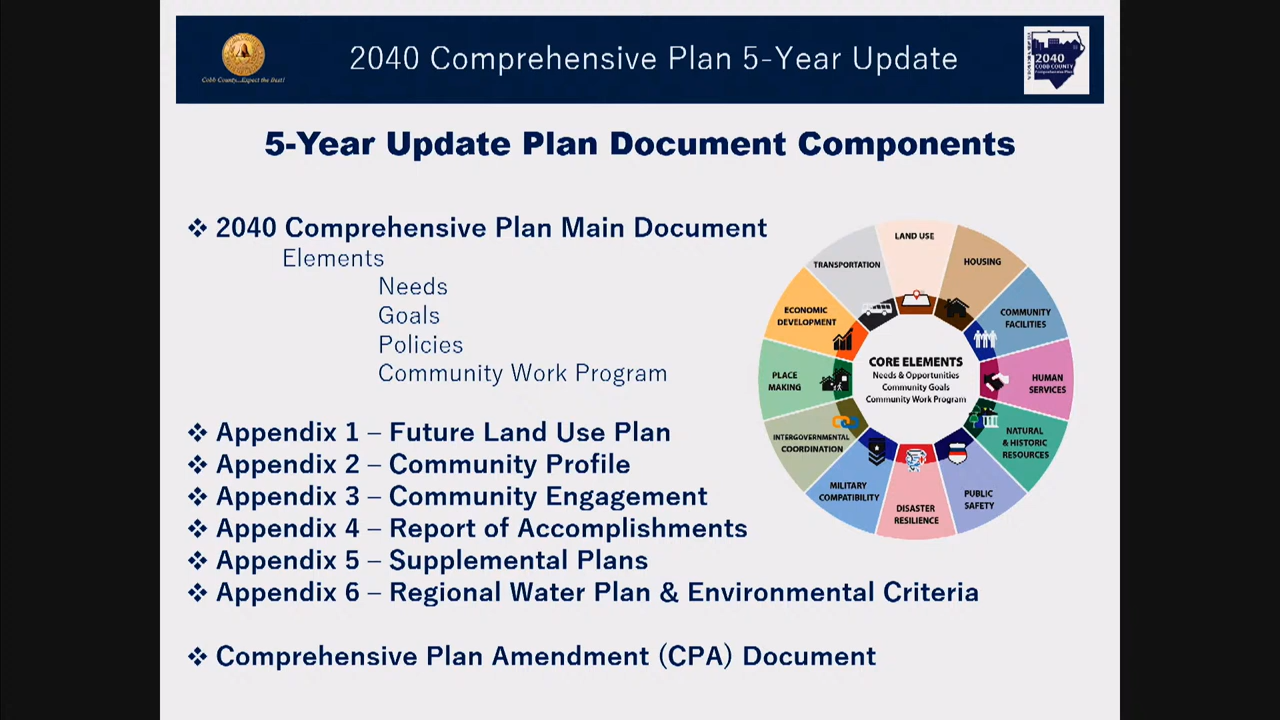 Cobb County...Expect the Best!
2040 Comprehensive Plan 5-Year Update
2040
COBB COUNTY
Comprehensive Plan
5-Year Update Plan Document Components
❖ 2040 Comprehensive Plan Main Document
Elements
Needs
Goals
Policies
Community Work Program
❖ Appendix 1 – Future Land Use Plan
❖ Appendix 2 – Community Profile
❖ Appendix 3 – Community Engagement
❖ Appendix 4 – Report of Accomplishments
❖ Appendix 5 – Supplemental Plans
❖ Appendix 6 – Regional Water Plan & Environmental Criteria
❖ Comprehensive Plan Amendment (CPA) Document
LAND USE
HOUSING
COMMUNITY
FACILITIES
HUMAN
SERVICES
NATURAL
& HISTORIC
RESOURCES
PUBLIC
SAFETY
DISASTER
RESILIENCE
MILITARY
COMPATIBILITY
INTERGOVERNMENTAL
COORDINATION
PLACE
MAKING
ECONOMIC
DEVELOPMENT
TRANSPORTATION
CORE ELEMENTS
Needs & Opportunities
Community Goals
Community Work Program